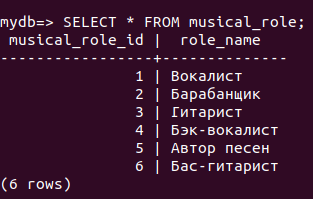 mydb=> SELECT * FROM musical_role;
 musical_role_id |  role_name
-----------------+--------------
               1 | Вокалист
               2 | Барабанщик
               3 | Гитарист
               4 | Бэк-вокалист
               5 | Автор песен
               6 | Бас-гитарист
(6 rows)